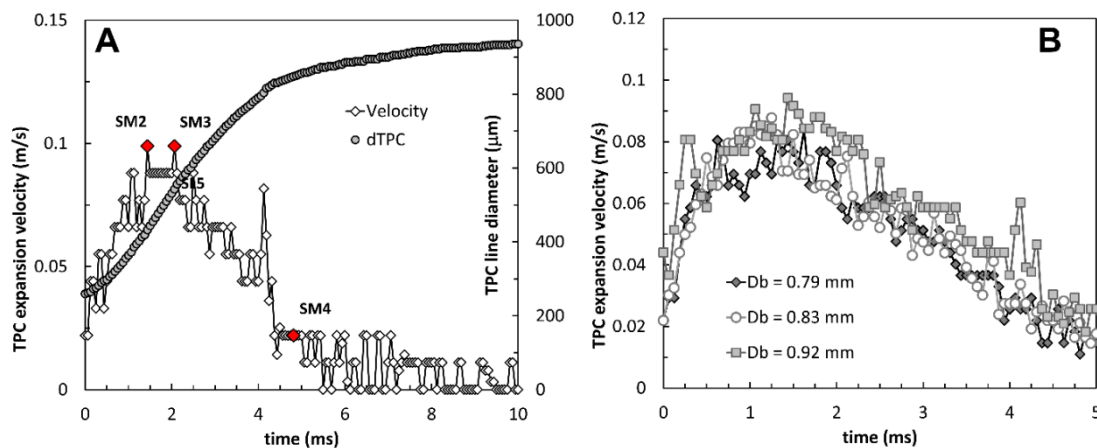 A
0.15
0.1
0.05
0
1000
800
600
400
200
0
TPC expansion velocity (m/s)
TPC line diameter (μm)
SM2
SM3
SM4
Velocity
dTPC
0 2 4 6 8 10
time (ms)
B
0.12
0.1
0.08
0.06
0.04
0.02
0
TPC expansion velocity (m/s)
Db = 0.79 mm
Db = 0.83 mm
Db = 0.92 mm
0 1 2 3 4 5
time (ms)